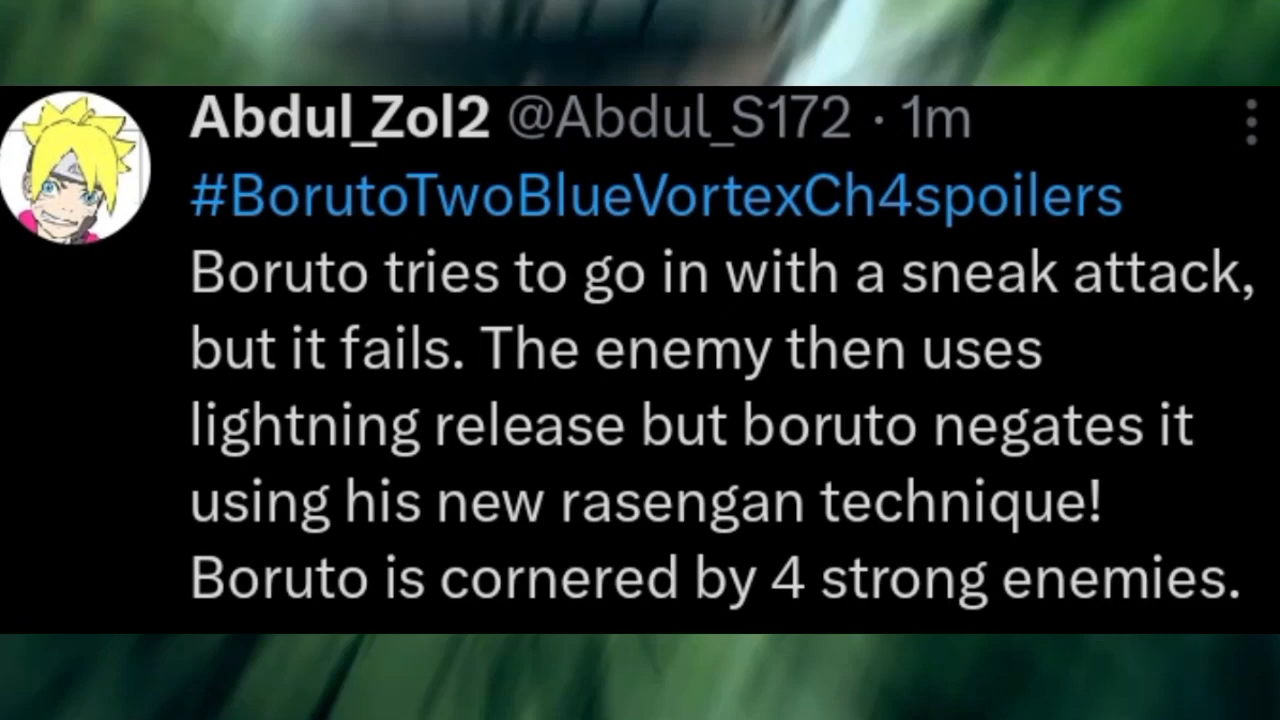 Abdul_Zol2 @Abdul_S172 · 1m
#BorutoTwoBlueVortexCh4spoilers
Boruto tries to go in with a sneak attack,
but it fails. The enemy then uses
lightning release but boruto negates it
using his new rasengan technique!
Boruto is cornered by 4 strong enemies.